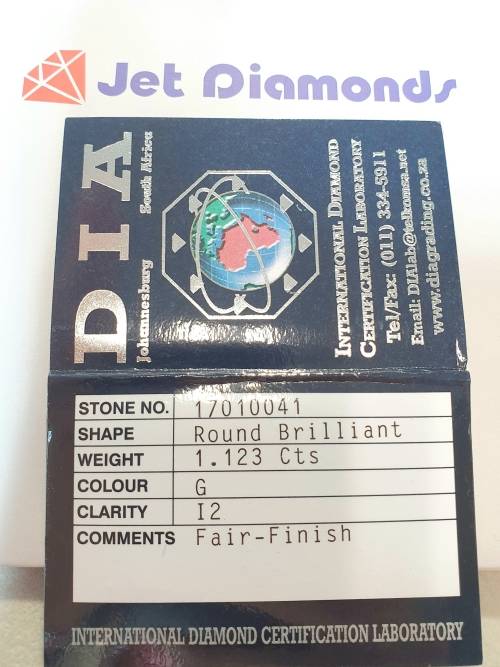 Jet Diamonds
DIA
Johannesburg South Africa
INTERNATIONAL DIAMOND
CERTIFICATION LABORATORY
Tel/Fax: (011) 334-5911
Email: DIAlab@telkomsa.net
www.diagrading.co.za
STONE NO. 17010041
SHAPE Round Brilliant
WEIGHT 1.123 Cts
COLOUR G
CLARITY I2
COMMENTS Fair-Finish
INTERNATIONAL DIAMOND CERTIFICATION LABORATORY